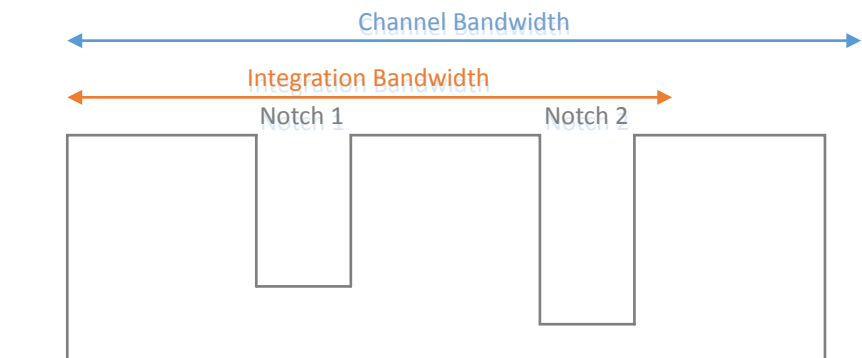 Channel Bandwidth
Integration Bandwidth
Notch 1
Notch 2